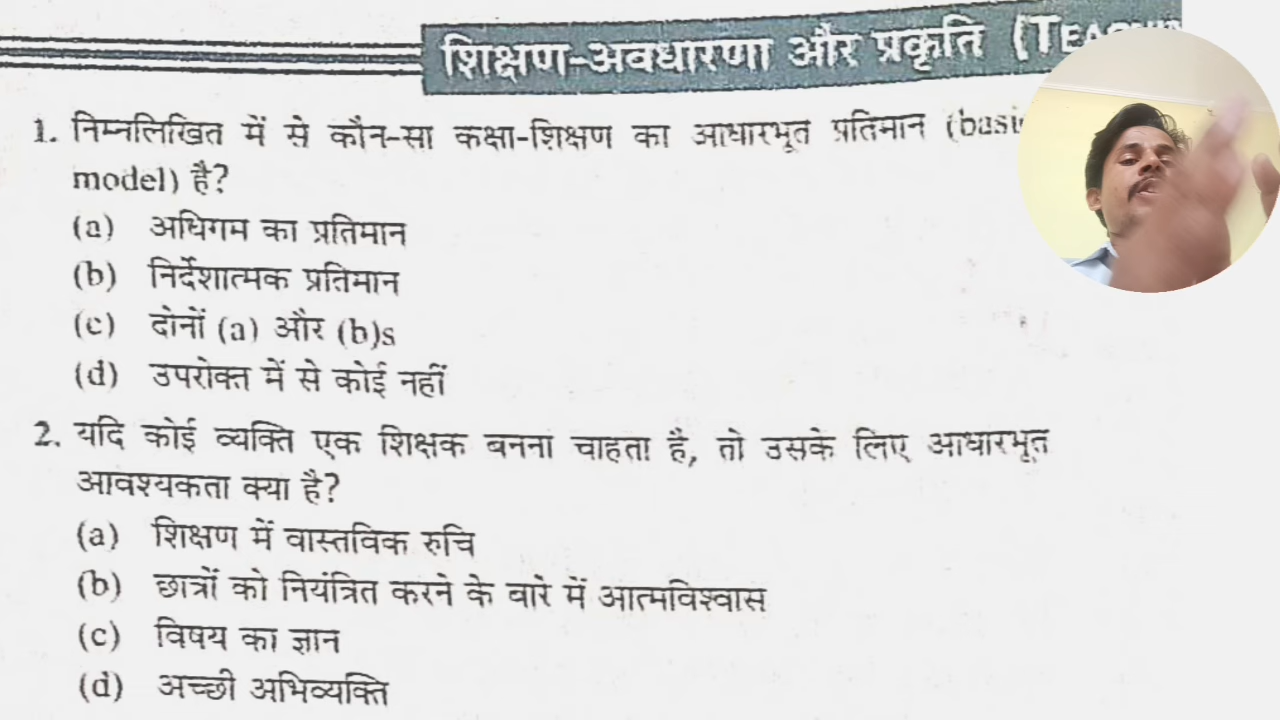 शिक्षण-अवधारणा और प्रकृति
1. निम्नलिखित में से कौन-सा कक्षा-शिक्षण का आधारभूत प्रतिमान
model) है?
(a) अधिगम का प्रतिमान
(b) निर्देशात्मक प्रतिमान
(c) दोनों (a) और (b)s
(d) उपरोक्त में से कोई नहीं
2. यदि कोई व्यक्ति एक शिक्षक बनना चाहता है, तो उसके लिए आधारभूत
आवश्यकता क्या है?
(a) शिक्षण में वास्तविक रुचि
(b) छात्रों को नियंत्रित करने के बारे में आत्मविश्वास
(c) विषय का ज्ञान
(d) अच्छी अभिव्यक्ति